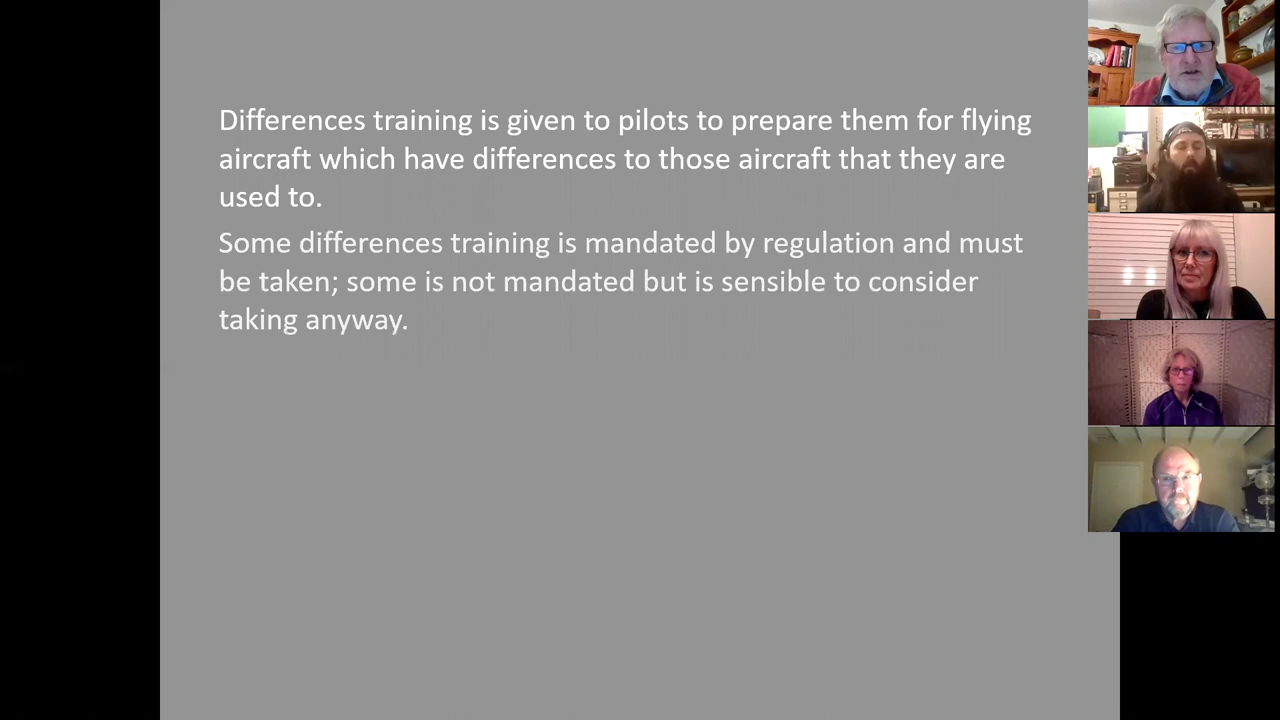 Differences training is given to pilots to prepare them for flying
aircraft which have differences to those aircraft that they are
used to.
Some differences training is mandated by regulation and must
be taken; some is not mandated but is sensible to consider
taking anyway.